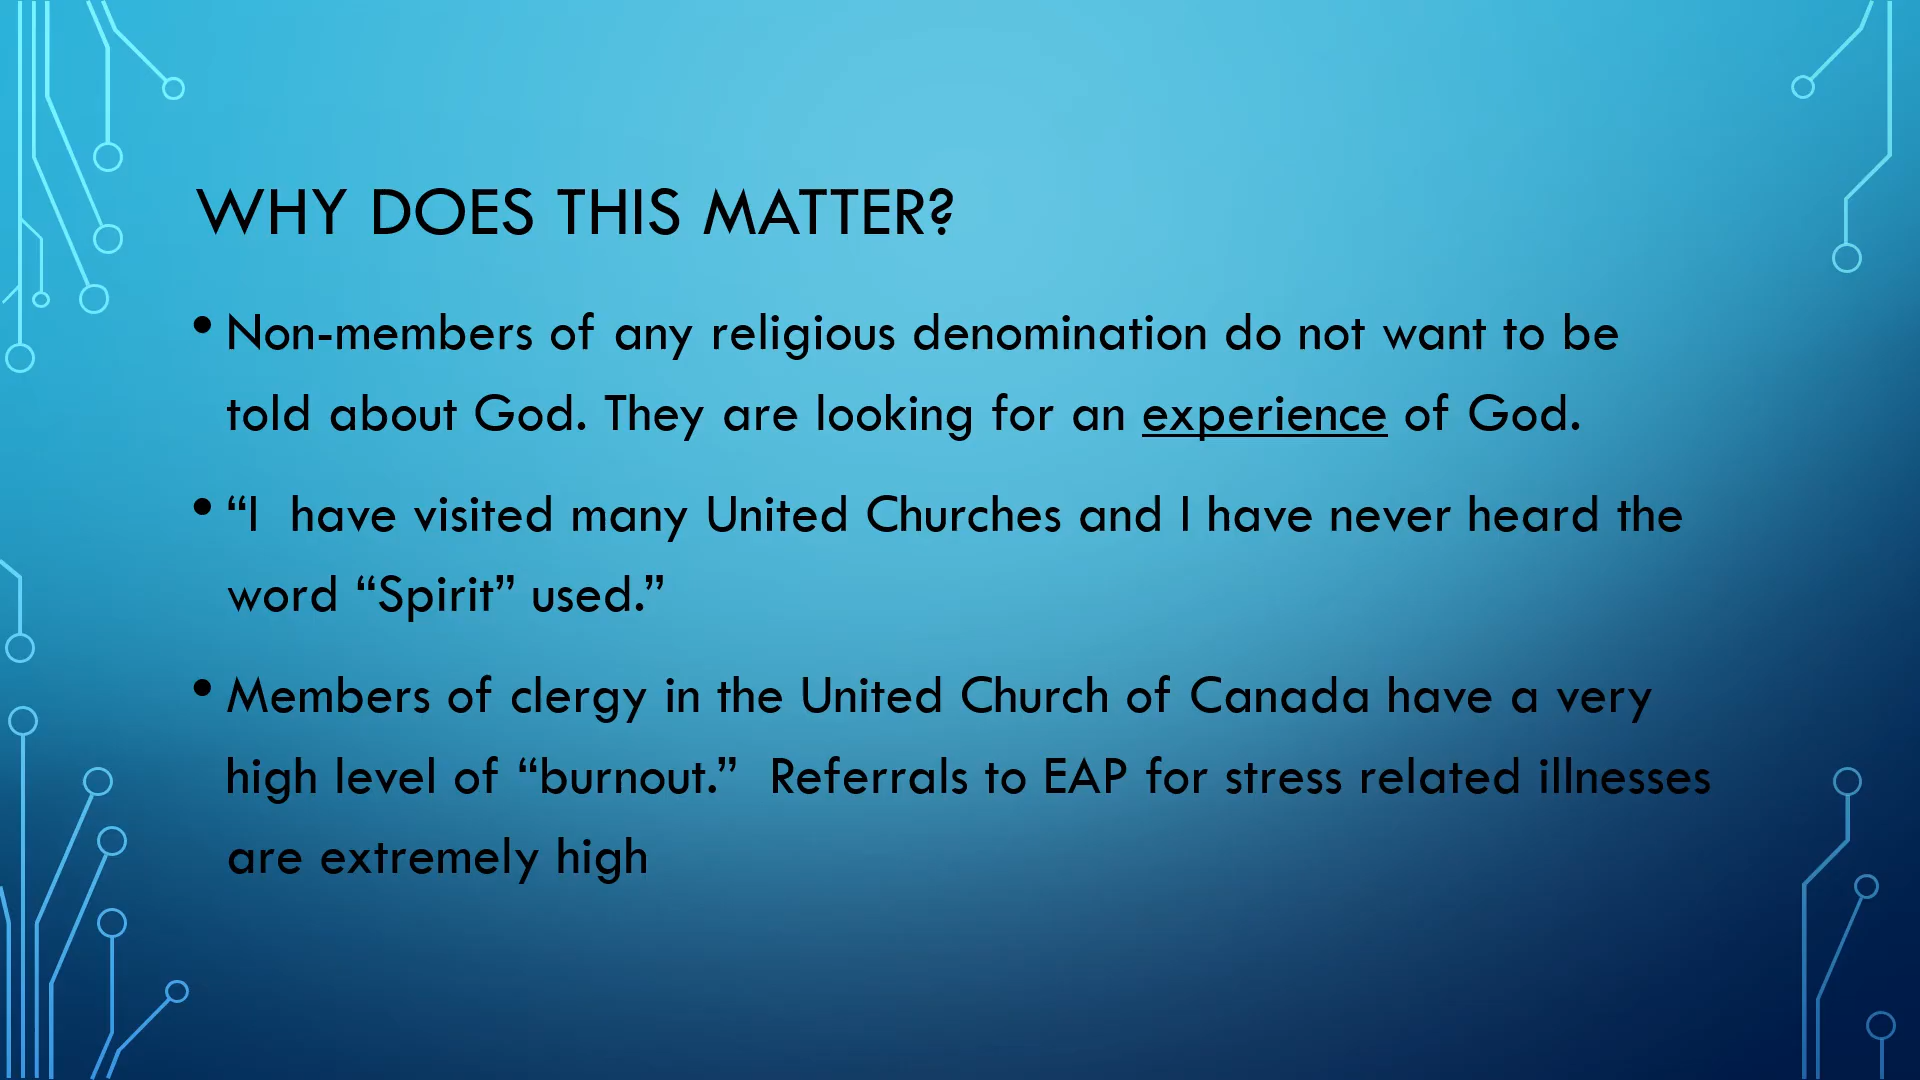 WHY DOES THIS MATTER?
• Non-members of any religious denomination do not want to be
told about God. They are looking for an experience of God.
• “I  have visited many United Churches and I have never heard the
word “Spirit” used.”
• Members of clergy in the United Church of Canada have a very
high level of “burnout.”  Referrals to EAP for stress related illnesses
are extremely high